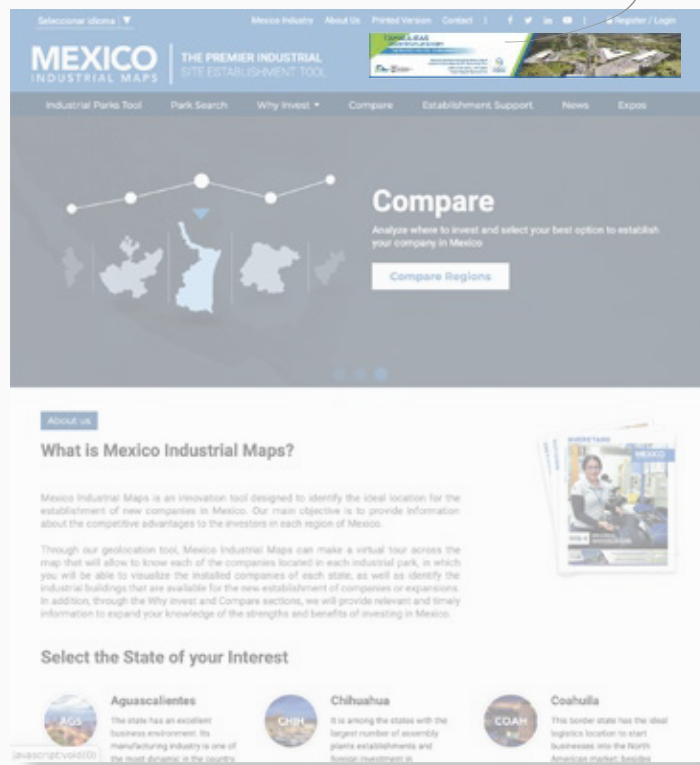 Seleccionar idioma | ▼
Mexico Industry About Us Printed Version Contact | | Register / Login
MEXICO
INDUSTRIAL MAPS
THE PREMIER INDUSTRIAL
SITE ESTABLISHMENT TOOL
Industrial Parks Tool Park Search Why Invest Compare Establishment Support News Expos
Compare
Analyze where to invest and select your best option to establish
your company in Mexico
Compare Regions
About us
What is Mexico Industrial Maps?
MEXICO
Mexico Industrial Maps is an innovation tool designed to identify the ideal location for the
establishment of new companies in Mexico. Our main objective is to provide information
about the competitive advantages to the investors in each region of Mexico.
Through our geolocation tool, Mexico Industrial Maps can make a virtual tour across the
map that will allow to know each of the companies located in each industrial park, in which
you will be able to visualize the installed companies of each state, as well as identify the
industrial buildings that are available for the new establishment of companies or expansions.
In addition, through the Why Invest and Compare sections, we will provide relevant and timely
information to expand your knowledge of the strengths and benefits of investing in Mexico.
Select the State of your Interest
AGS
Aguascalientes
The state has an excellent
business environment. Its
manufacturing industry is one of
the most dynamic in the country
CHIH
Chihuahua
It is among the states with the
largest number of assembly
plants establishments and
foreign investment in
COAH
Coahuila
This border state has the ideal
logistics location to start
businesses into the North
American market; besides
javascript:void(0)